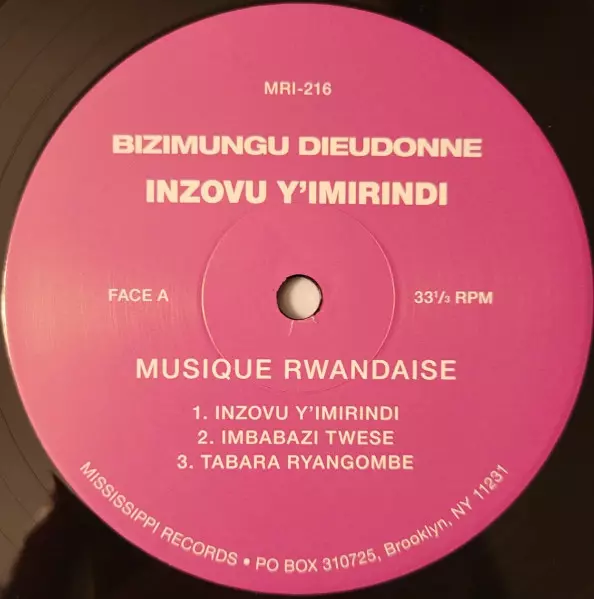 MRI-216
BIZIMUNGU DIEUDONNE
INZOVU Y'IMIRINDI
FACE A
33⅓ RPM
MUSIQUE RWANDAISE
1. INZOVU Y'IMIRINDI
2. IMBABAZI TWESE
3. TABARA RYANGOMBE
MISSISSIPPI RECORDS • PO BOX 310725, Brooklyn, NY 11231